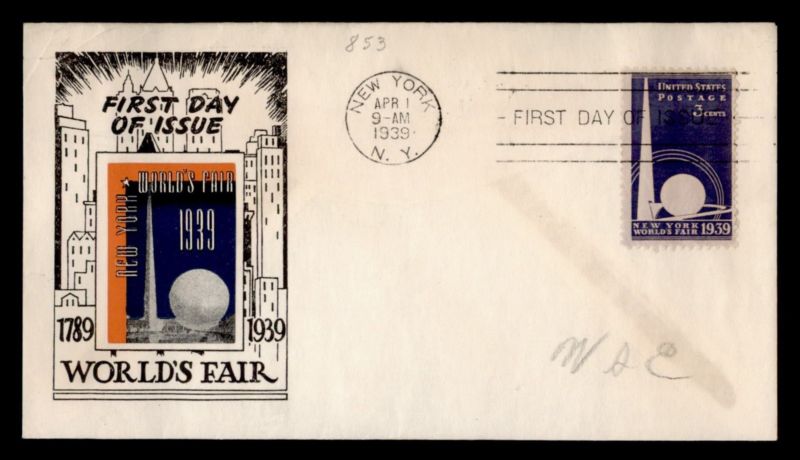 853
FIRST DAY
OF ISSUE
WORLD'S FAIR
NEW YORK
1939
1789 1939
WORLD'S FAIR
NEW YORK
APR 1
9-AM
1939
N. Y.
FIRST DAY OF ISSUE
UNITED STATES
POSTAGE
3 CENTS
NEW YORK
WORLD'S FAIR 1939